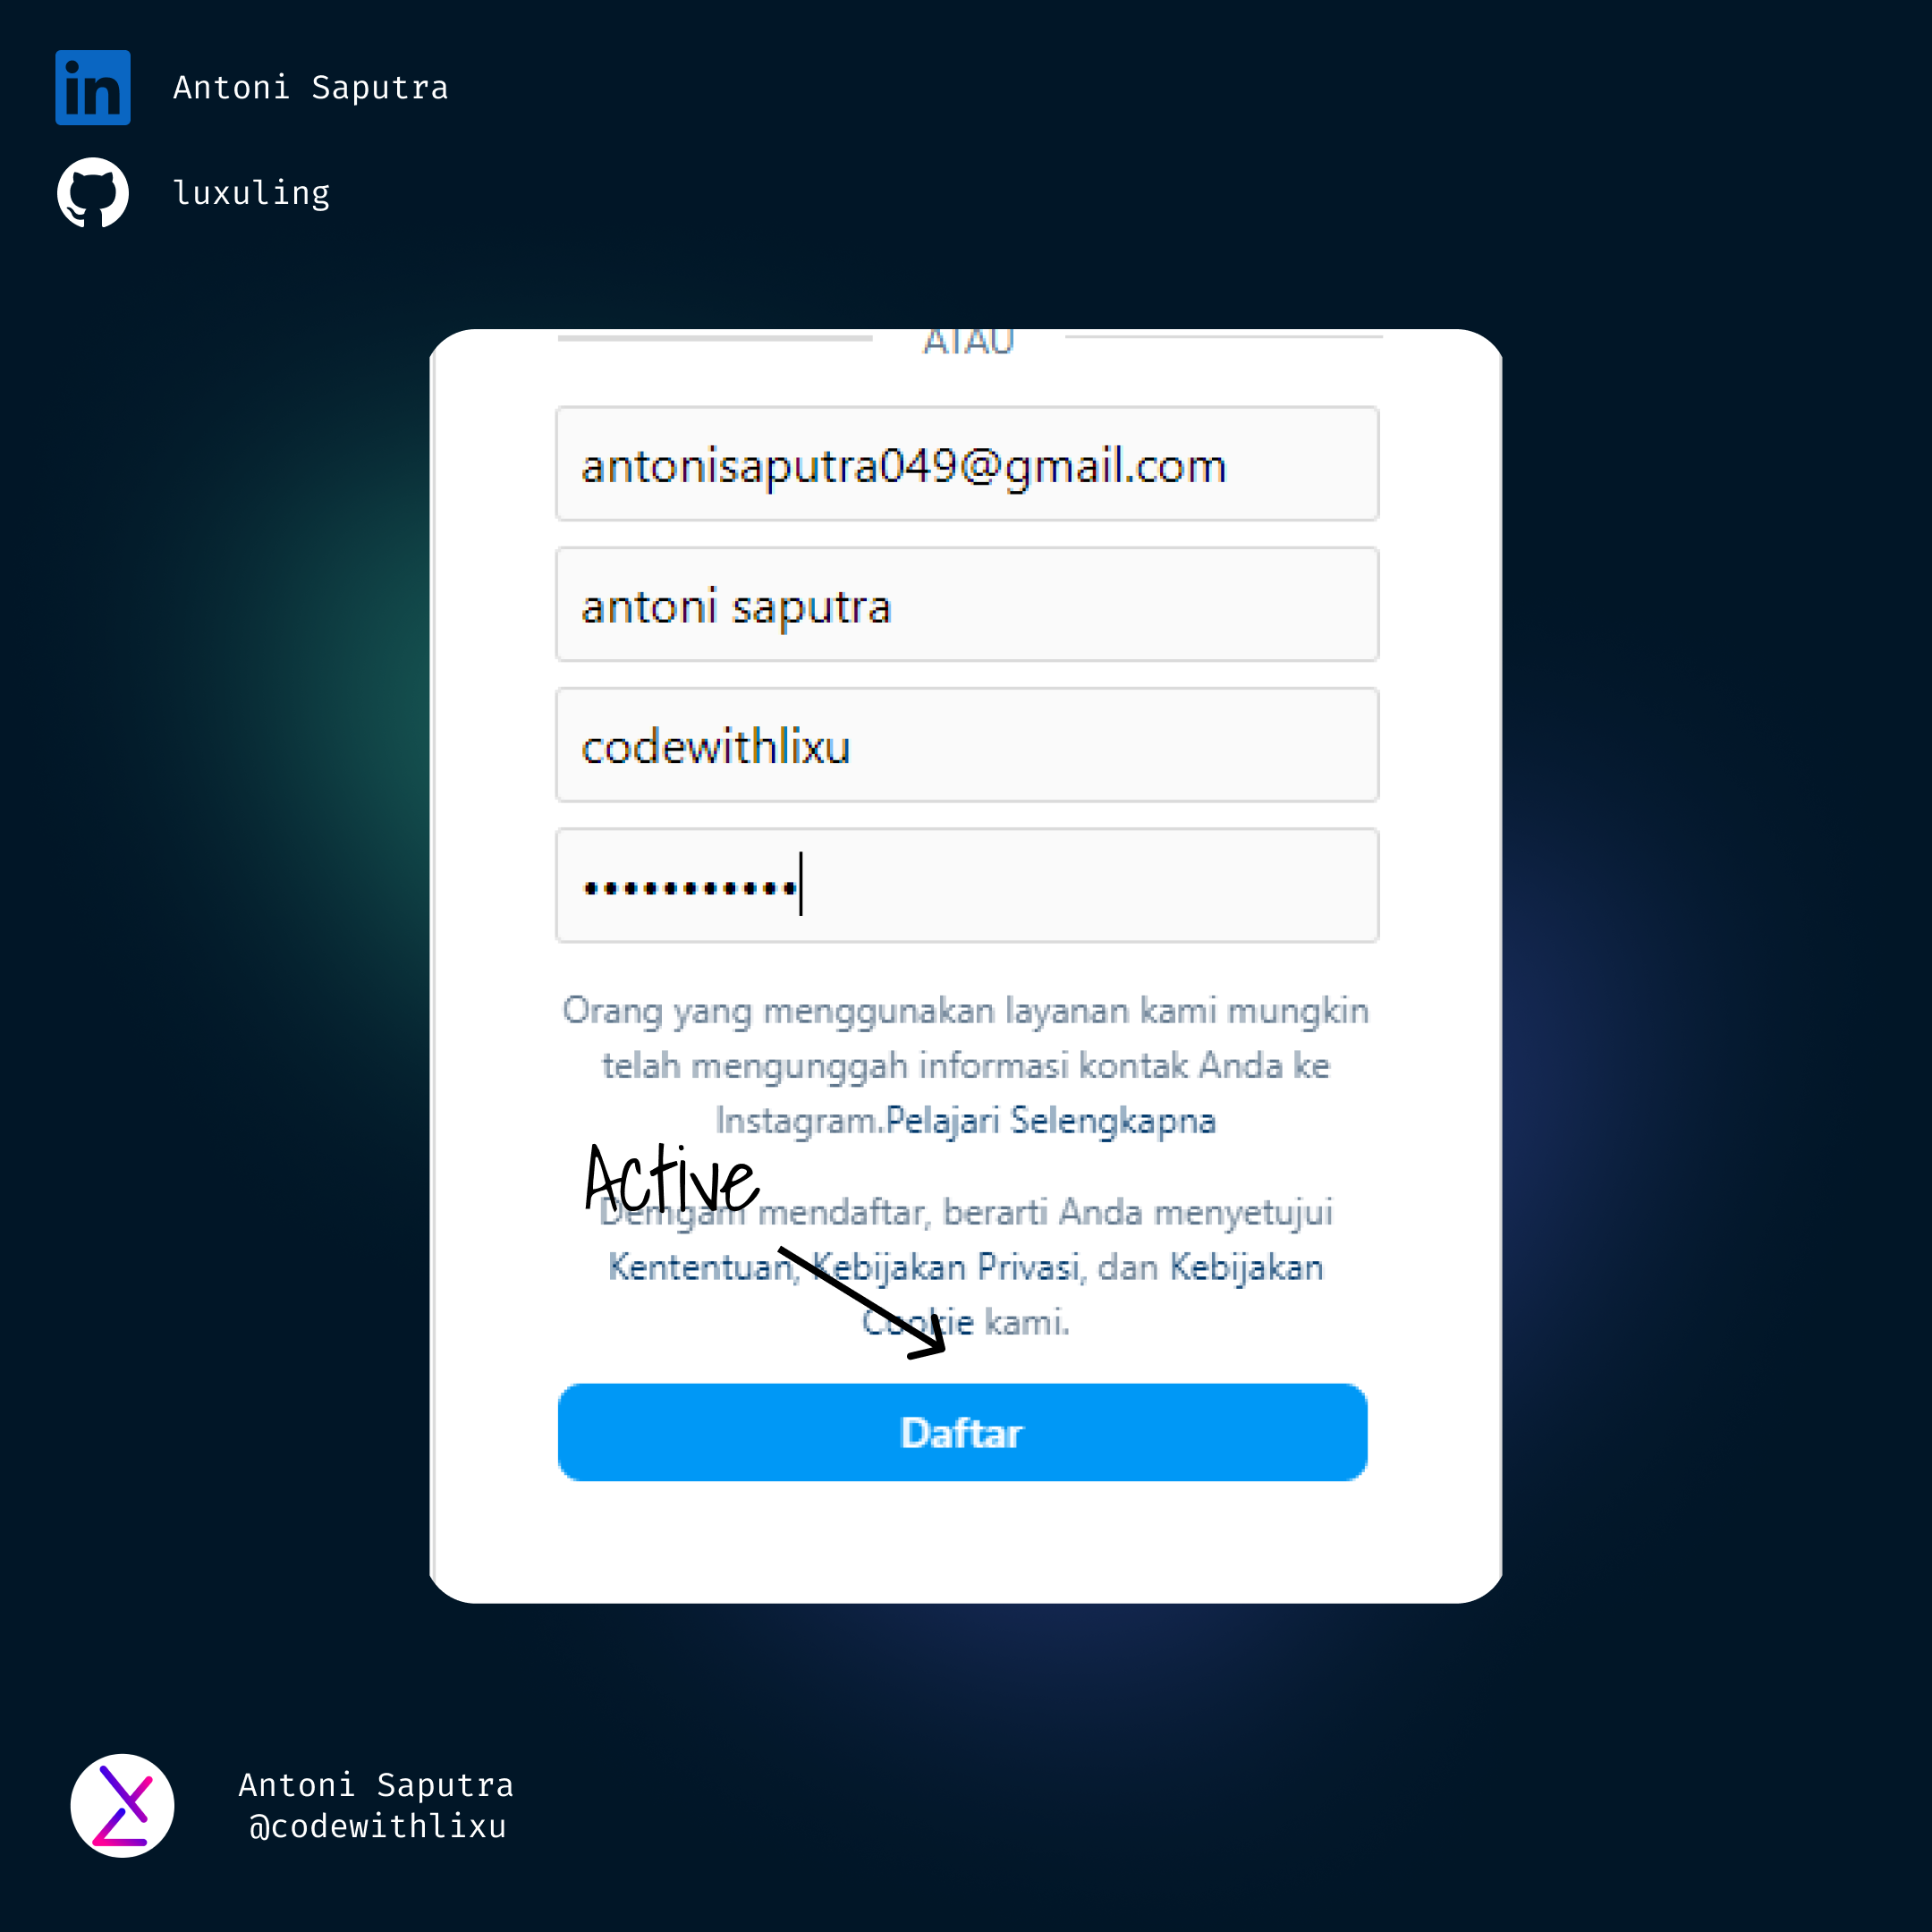 in
Antoni Saputra
luxuling
ATAU
antonisaputra049@gmail.com
antoni saputra
codewithlixu
•••••••••••
Orang yang menggunakan layanan kami mungkin
telah mengunggah informasi kontak Anda ke
Instagram.Pelajari Selengkapna
Active
Demgam mendaftar, berarti Anda menyetujui
Kententuan, Kebijakan Privasi, dan Kebijakan
Cookie kami.
Daftar
Antoni Saputra
@codewithlixu